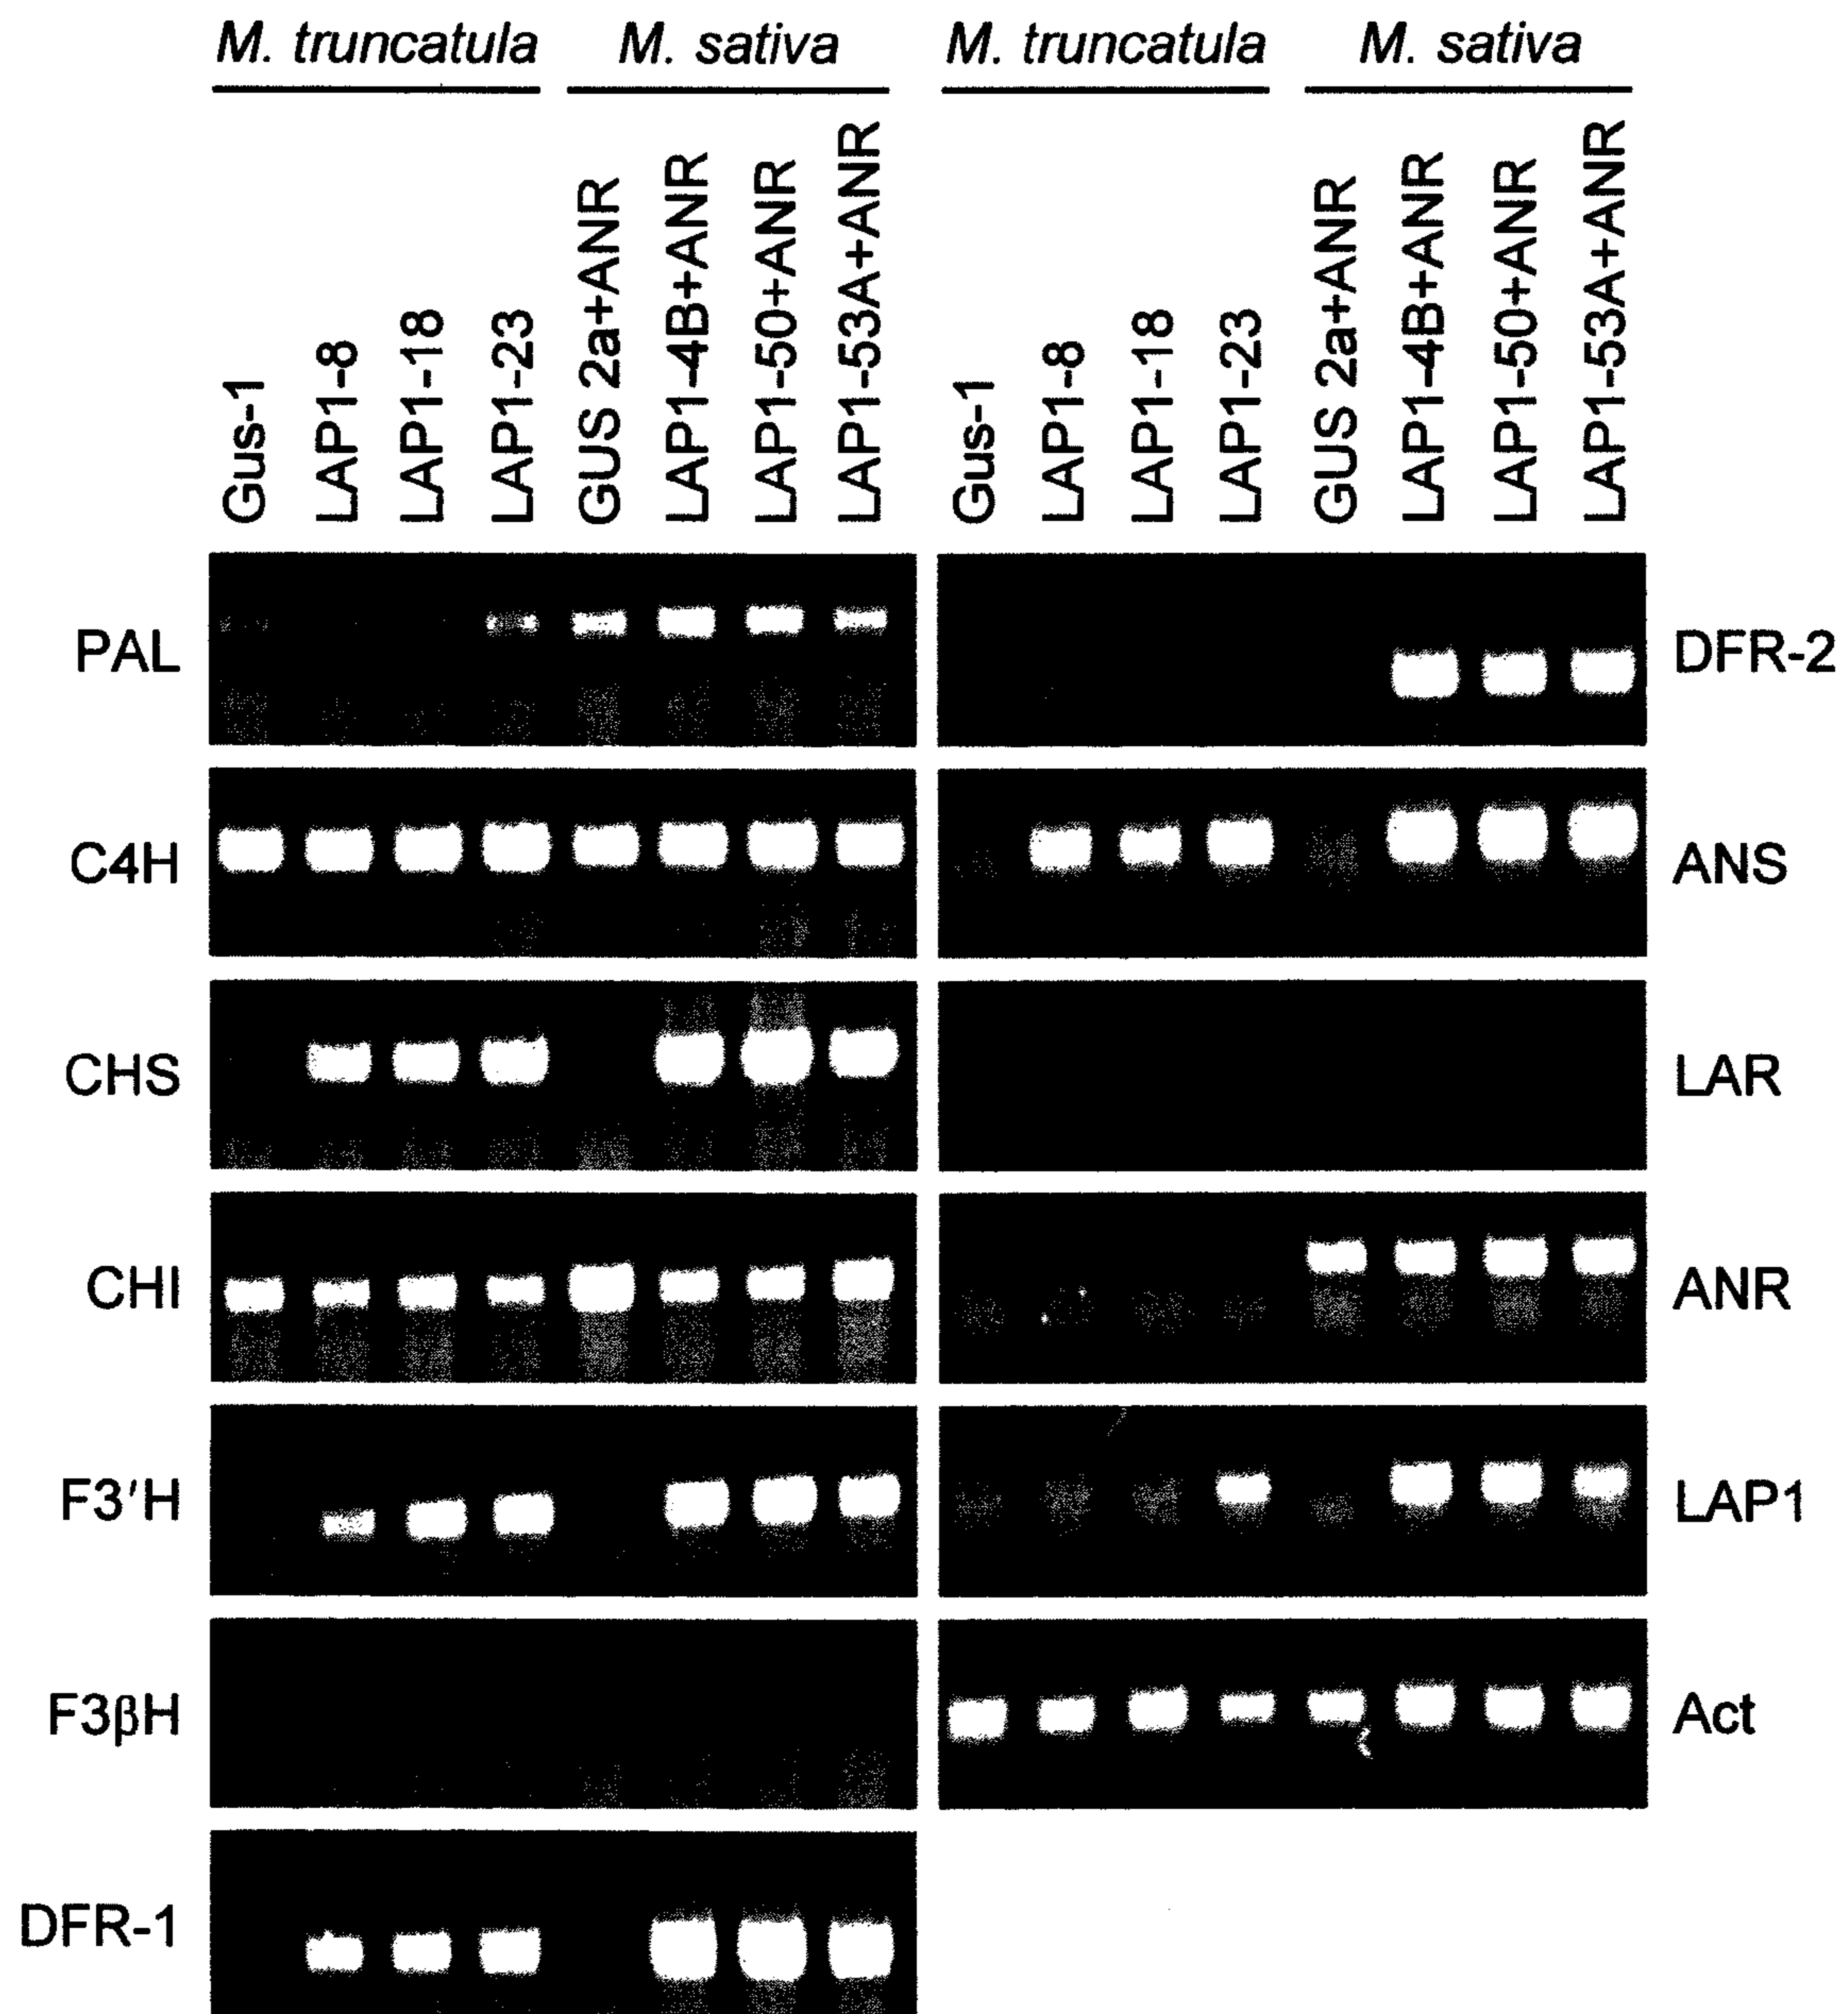 M. truncatula M. sativa M. truncatula M. sativa
Gus-1
LAP1-8
LAP1-18
LAP1-23
GUS 2a+ANR
LAP1-4B+ANR
LAP1-50+ANR
LAP1-53A+ANR
Gus-1
LAP1-8
LAP1-18
LAP1-23
GUS 2a+ANR
LAP1-4B+ANR
LAP1-50+ANR
LAP1-53A+ANR
PAL
DFR-2
C4H
ANS
CHS
LAR
CHI
ANR
F3′H
LAP1
F3βH
Act
DFR-1